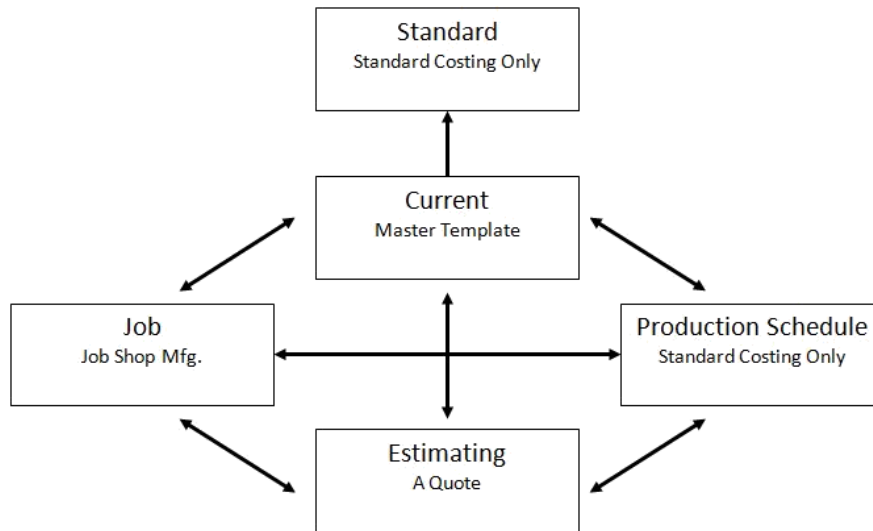 Standard
Standard Costing Only
Current
Master Template
Job
Job Shop Mfg.
Production Schedule
Standard Costing Only
Estimating
A Quote